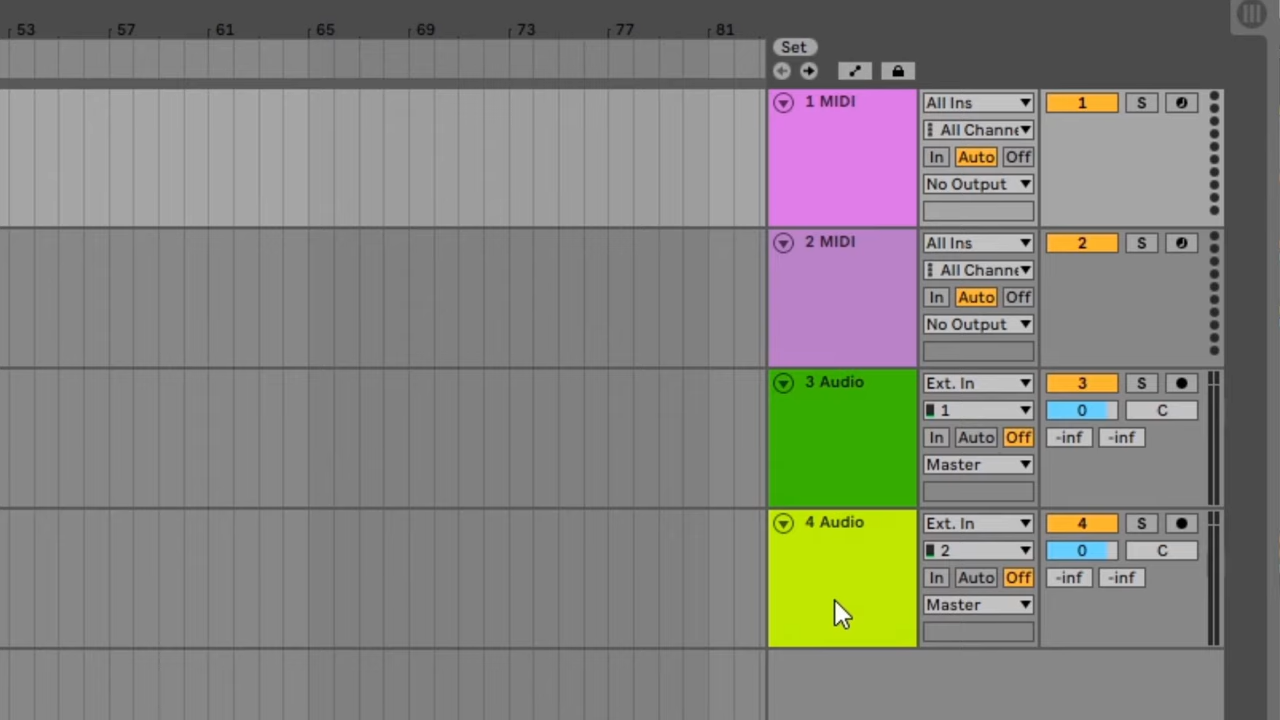 53 57 61 65 69 73 77 81
Set
1 MIDI All Ins 1 S
All Channe
In Auto Off
No Output
2 MIDI All Ins 2 S
All Channe
In Auto Off
No Output
3 Audio Ext. In 3 S
1 0 C
In Auto Off -inf -inf
Master
4 Audio Ext. In 4 S
2 0 C
In Auto Off -inf -inf
Master